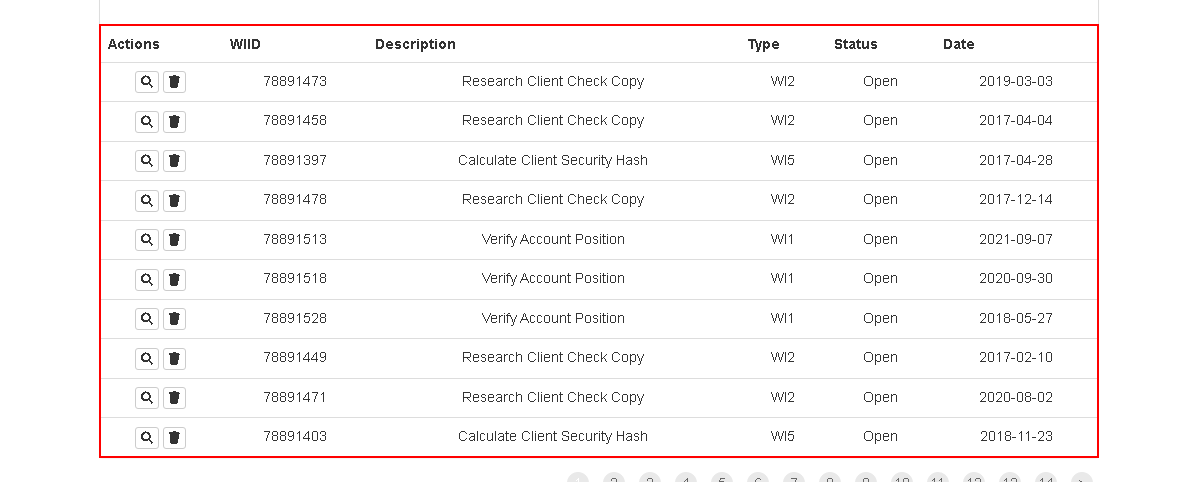 Actions WIID Description Type Status Date
78891473 Research Client Check Copy WI2 Open 2019-03-03
78891458 Research Client Check Copy WI2 Open 2017-04-04
78891397 Calculate Client Security Hash WI5 Open 2017-04-28
78891478 Research Client Check Copy WI2 Open 2017-12-14
78891513 Verify Account Position WI1 Open 2021-09-07
78891518 Verify Account Position WI1 Open 2020-09-30
78891528 Verify Account Position WI1 Open 2018-05-27
78891449 Research Client Check Copy WI2 Open 2017-02-10
78891471 Research Client Check Copy WI2 Open 2020-08-02
78891403 Calculate Client Security Hash WI5 Open 2018-11-23